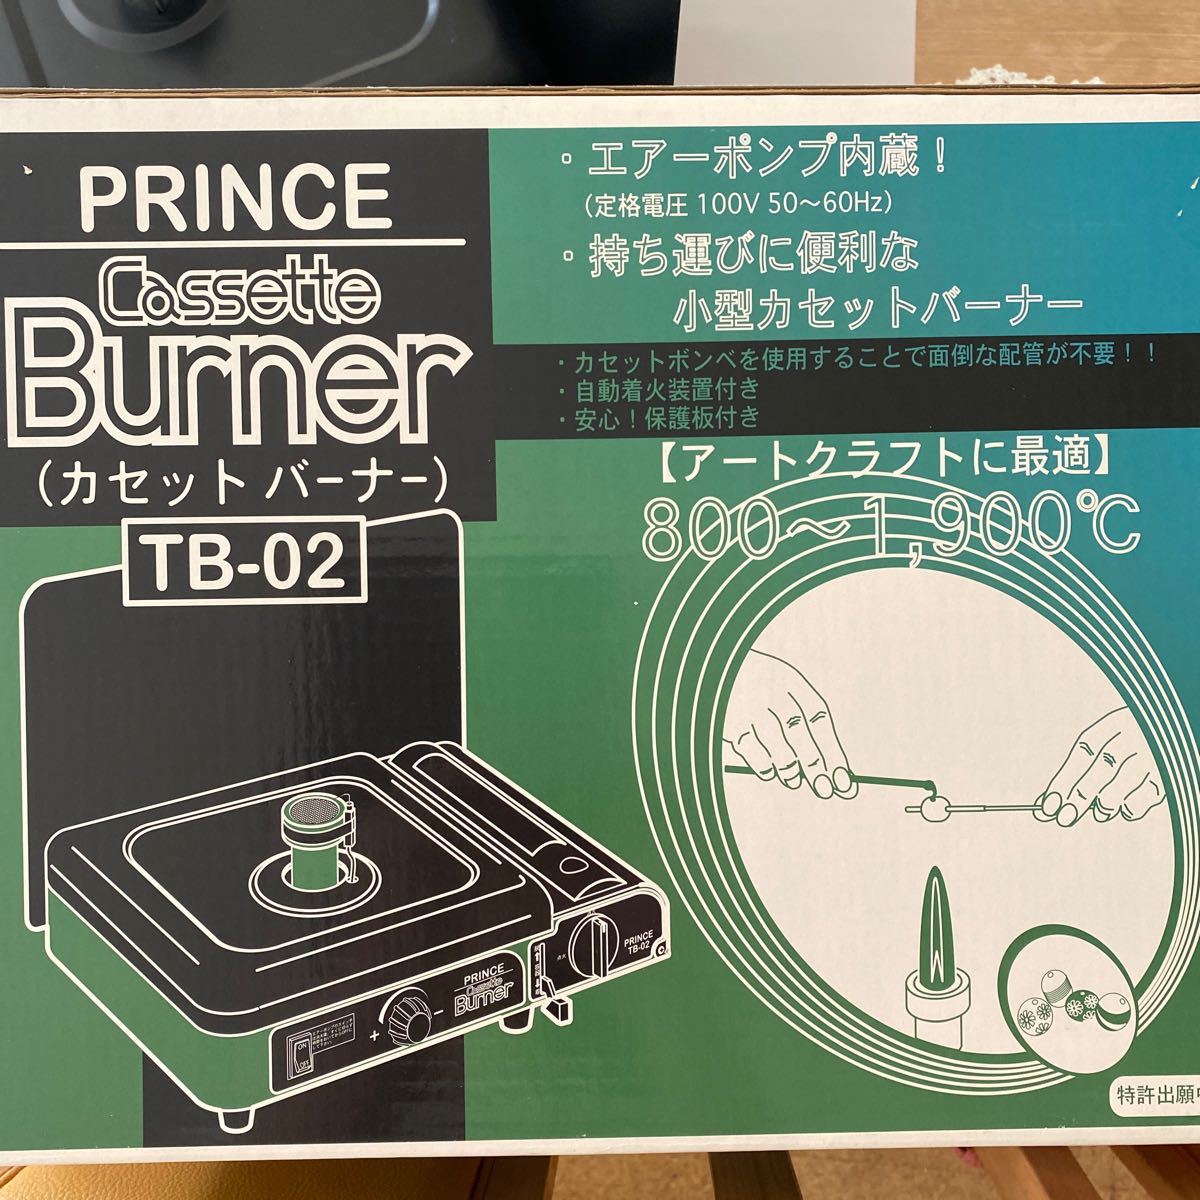 PRINCE
Cassette
Burner
(カセットバーナー)
TB-02
・エアーポンプ内蔵！
(定格電圧 100V 50～60Hz)
・持ち運びに便利な
小型カセットバーナー
・カセットボンベを使用することで面倒な配管が不要！！
・自動着火装置付き
・安心！保護板付き
【アートクラフトに最適】
800～1,900℃
PRINCE
TB-02
点火
PRINCE
Cassette
Burner
+
-
ON
OFF
特許出願中